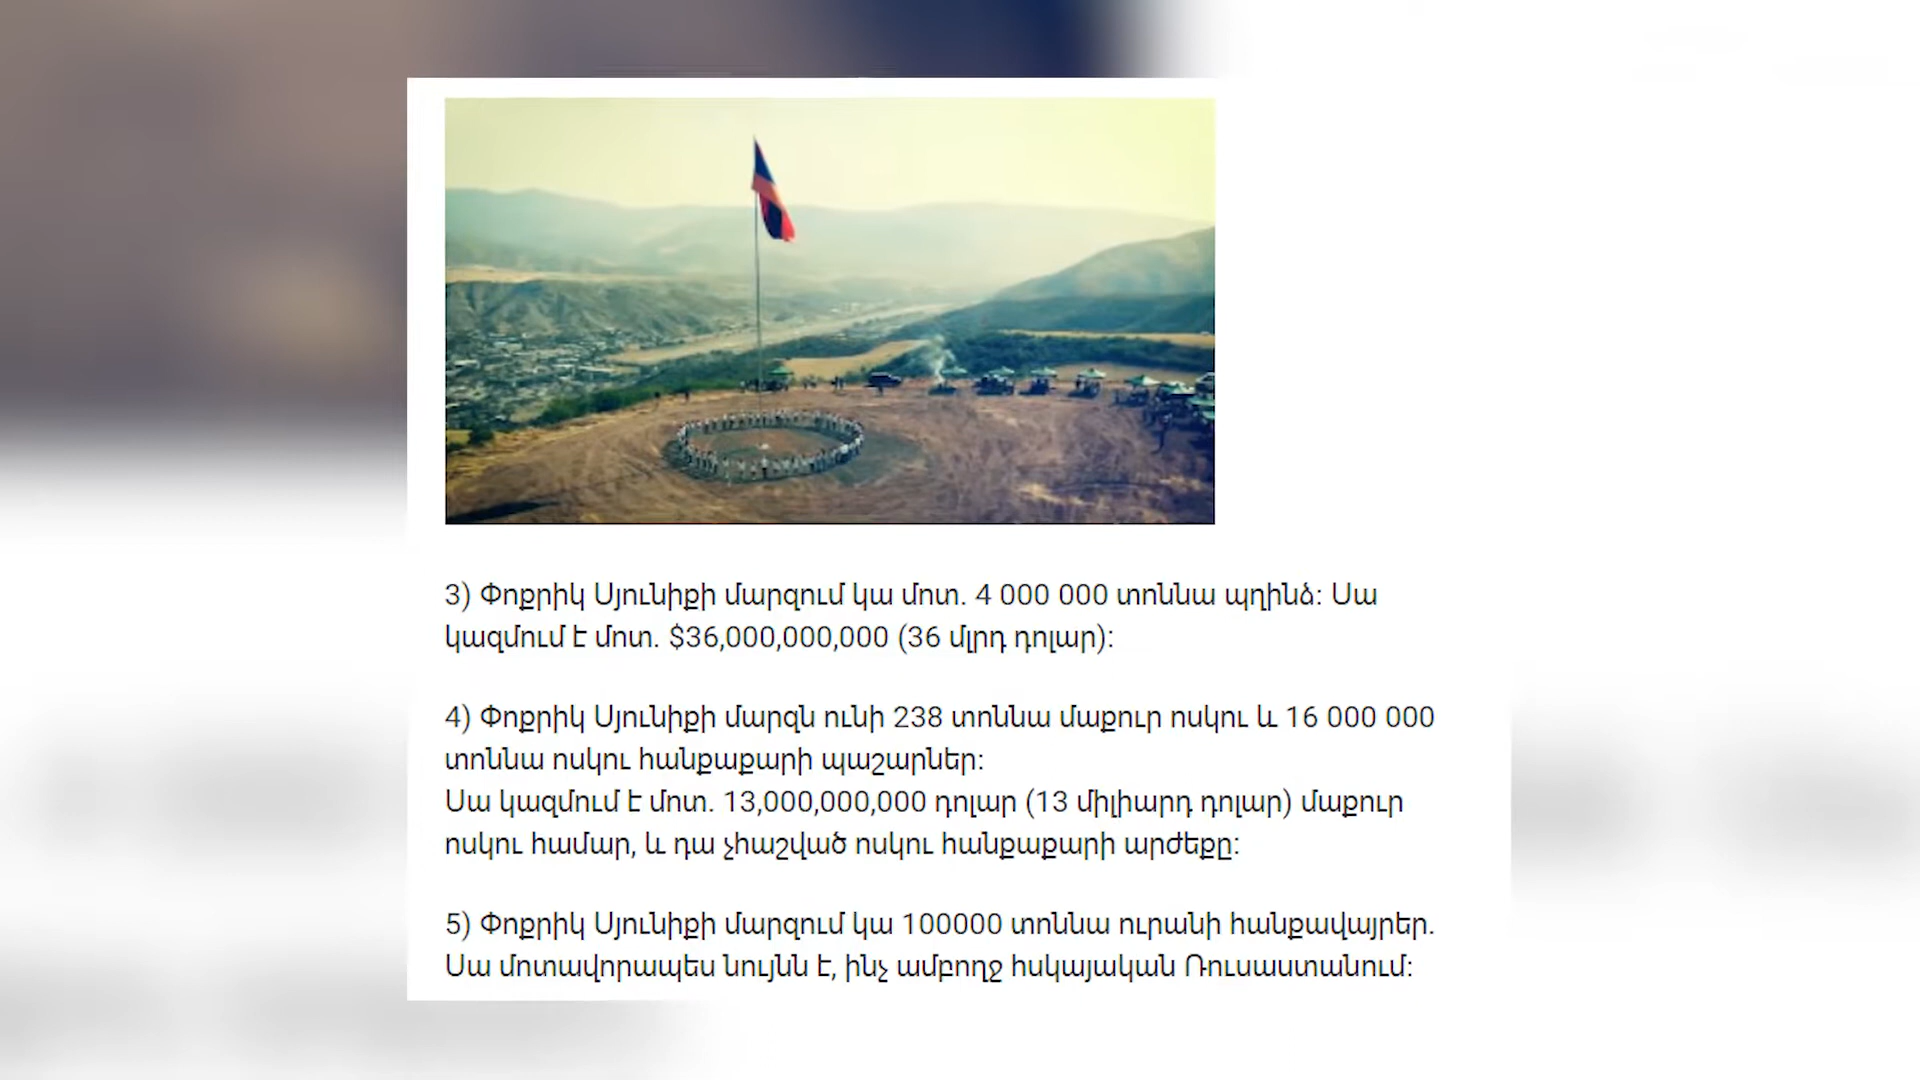 3) Փոքրիկ Սյունիքի մարզում կա մոտ. 4 000 000 տոննա պղինձ: Սա
կազմում է մոտ. $36,000,000,000 (36 մլրդ դոլար):
4) Փոքրիկ Սյունիքի մարզն ունի 238 տոննա մաքուր ոսկու և 16 000 000
տոննա ոսկու հանքաքարի պաշարներ:
Սա կազմում է մոտ. 13,000,000,000 դոլար (13 միլիարդ դոլար) մաքուր
ոսկու համար, և դա չհաշված ոսկու հանքաքարի արժեքը:
5) Փոքրիկ Սյունիքի մարզում կա 100000 տոննա ուրանի հանքավայրեր.
Սա մոտավորապես նույնն է, ինչ ամբողջ հսկայական Ռուսաստանում: